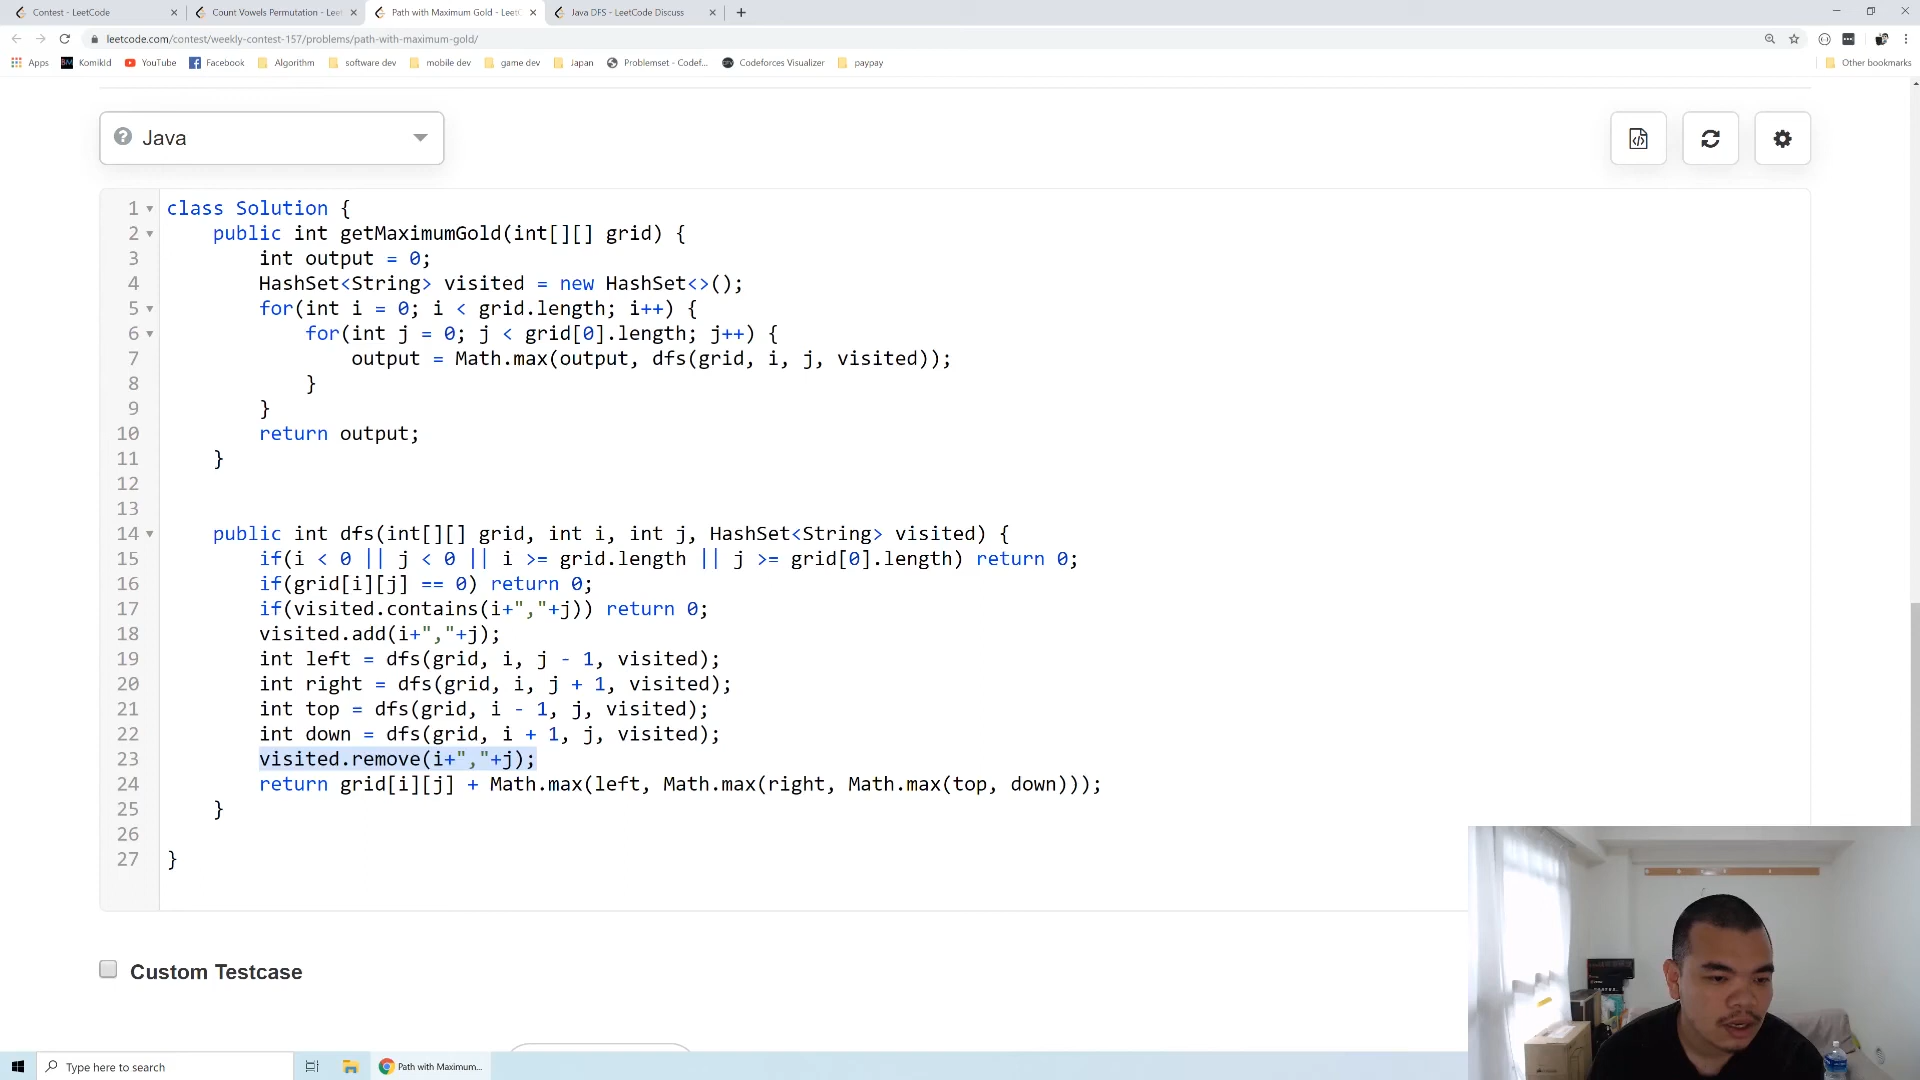 Contest - LeetCode
Count Vowels Permutation - Leet
Path with Maximum Gold - LeetC
Java DFS - LeetCode Discuss
leetcode.com/contest/weekly-contest-157/problems/path-with-maximum-gold/
Apps
Komikid
YouTube
Facebook
Algorithm
software dev
mobile dev
game dev
Japan
Problemset - Codef...
Codeforces Visualizer
paypay
Other bookmarks
Java
1 class Solution {
2 public int getMaximumGold(int[][] grid) {
3 int output = 0;
4 HashSet<String> visited = new HashSet<>();
5 for(int i = 0; i < grid.length; i++) {
6 for(int j = 0; j < grid[0].length; j++) {
7 output = Math.max(output, dfs(grid, i, j, visited));
8 }
9 }
10 return output;
11 }
12
13
14 public int dfs(int[][] grid, int i, int j, HashSet<String> visited) {
15 if(i < 0 || j < 0 || i >= grid.length || j >= grid[0].length) return 0;
16 if(grid[i][j] == 0) return 0;
17 if(visited.contains(i+","+j)) return 0;
18 visited.add(i+","+j);
19 int left = dfs(grid, i, j - 1, visited);
20 int right = dfs(grid, i, j + 1, visited);
21 int top = dfs(grid, i - 1, j, visited);
22 int down = dfs(grid, i + 1, j, visited);
23 visited.remove(i+","+j);
24 return grid[i][j] + Math.max(left, Math.max(right, Math.max(top, down)));
25 }
26
27 }
Custom Testcase
Type here to search
Path with Maximum...